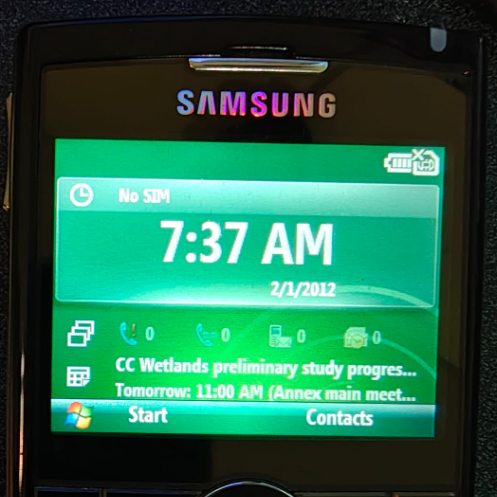 SAMSUNG
No SIM
7:37 AM
2/1/2012
0 0 0 0
CC Wetlands preliminary study progres...
Tomorrow: 11:00 AM (Annex main meet...
Start Contacts